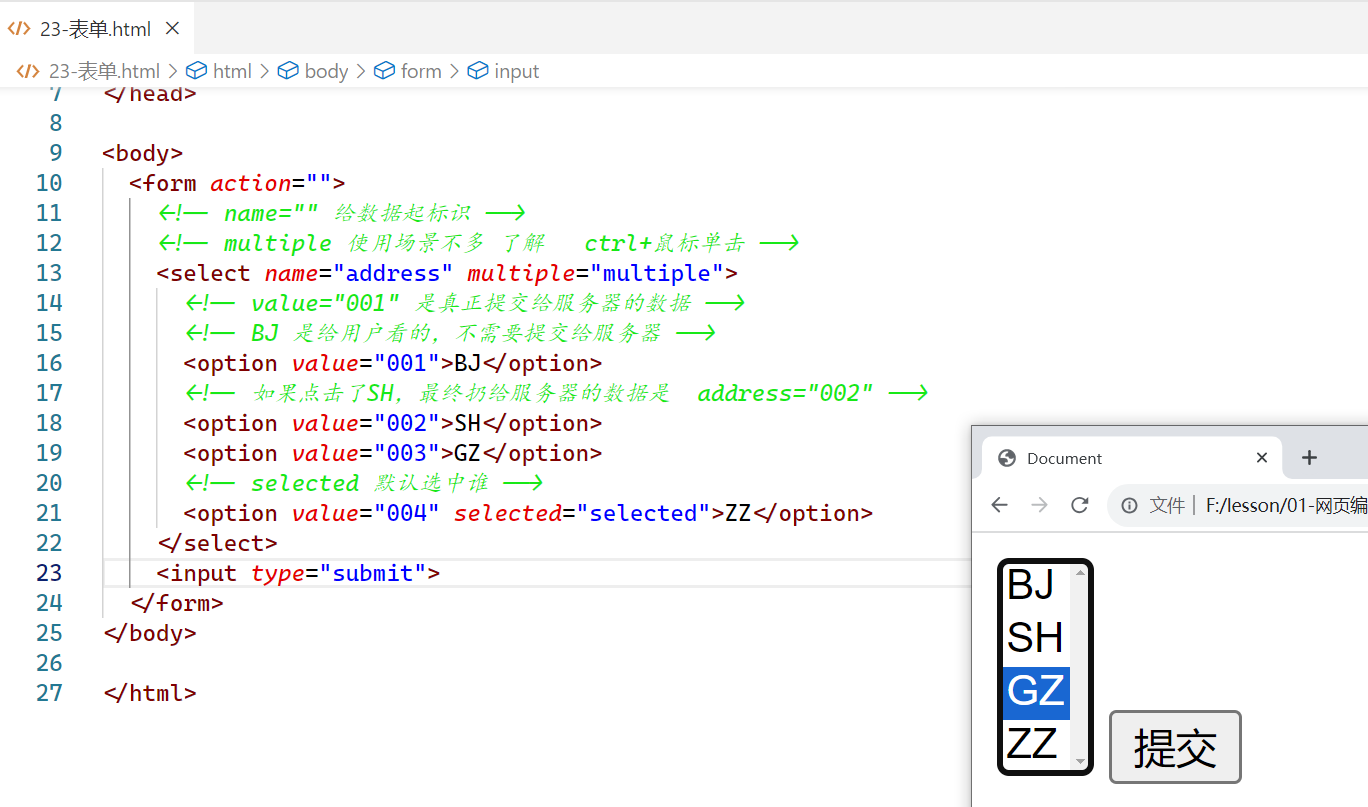 23-表单.html
23-表单.html > html > body > form > input
7 </head>
8
9 <body>
10 <form action="">
11 <!-- name="" 给数据起标识 -->
12 <!-- multiple 使用场景不多 了解 ctrl+鼠标单击 -->
13 <select name="address" multiple="multiple">
14 <!-- value="001" 是真正提交给服务器的数据 -->
15 <!-- BJ 是给用户看的，不需要提交给服务器 -->
16 <option value="001">BJ</option>
17 <!-- 如果点击了SH，最终扔给服务器的数据是 address="002" -->
18 <option value="002">SH</option>
19 <option value="003">GZ</option>
20 <!-- selected 默认选中谁 -->
21 <option value="004" selected="selected">ZZ</option>
22 </select>
23 <input type="submit">
24 </form>
25 </body>
26
27 </html>
Document
文件 | F:/lesson/01-网页编
BJ
SH
GZ
ZZ
提交